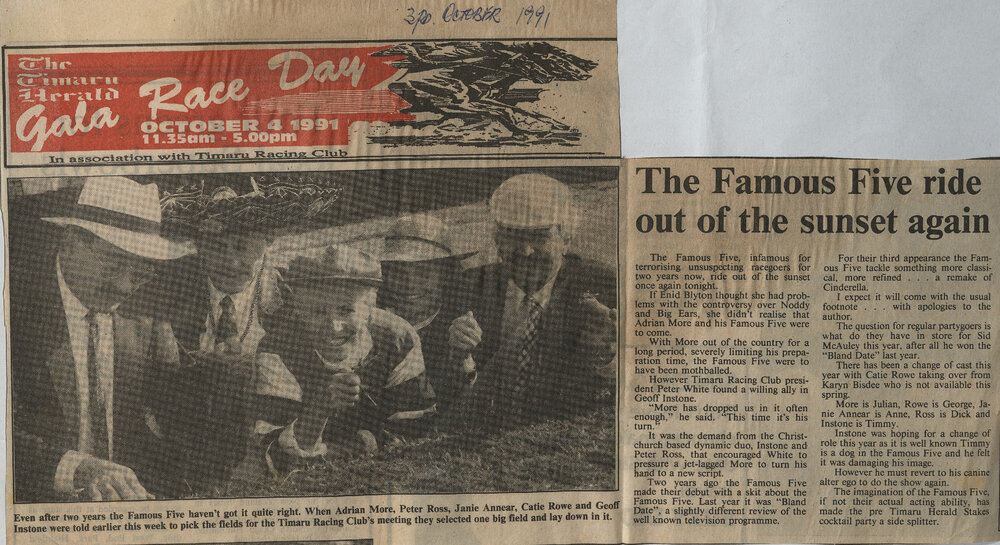 3RD. OCTOBER 1991
The
Timaru
Herald
Gala Race Day
OCTOBER 4 1991
11.35am - 5.00pm
In association with Timaru Racing Club
Even after two years the Famous Five haven't got it quite right. When Adrian More, Peter Ross, Janie Annear, Catie Rowe and Geoff
Instone were told earlier this week to pick the fields for the Timaru Racing Club's meeting they selected one big field and lay down in it.
The Famous Five ride
out of the sunset again
The Famous Five, infamous for
terrorising unsuspecting racegoers for
two years now, ride out of the sunset
once again tonight.
If Enid Blyton thought she had prob-
lems with the controversy over Noddy
and Big Ears, she didn't realise that
Adrian More and his Famous Five were
to come.
With More out of the country for a
long period, severely limiting his prepa-
ration time, the Famous Five were to
have been mothballed.
However Timaru Racing Club presi-
dent Peter White found a willing ally in
Geoff Instone.
"More has dropped us in it often
enough," he said. "This time it's his
turn."
It was the demand from the Christ-
church based dynamic duo, Instone and
Peter Ross, that encouraged White to
pressure a jet-lagged More to turn his
hand to a new script.
Two years ago the Famous Five
made their debut with a skit about the
Famous Five. Last year it was "Bland
Date", a slightly different review of the
well known television programme.
For their third appearance the Fam-
ous Five tackle something more classi-
cal, more refined . . . a remake of
Cinderella.
I expect it will come with the usual
footnote . . . with apologies to the
author.
The question for regular partygoers is
what do they have in store for Sid
McAuley this year, after all he won the
"Bland Date" last year.
There has been a change of cast this
year with Catie Rowe taking over from
Karyn Bisdee who is not available this
spring.
More is Julian, Rowe is George, Ja-
nie Annear is Anne, Ross is Dick and
Instone is Timmy.
Instone was hoping for a change of
role this year as it is well known Timmy
is a dog in the Famous Five and he felt
it was damaging his image.
However he must revert to his canine
alter ego to do the show again.
The imagination of the Famous Five,
if not their actual acting ability, has
made the pre Timaru Herald Stakes
cocktail party a side splitter.